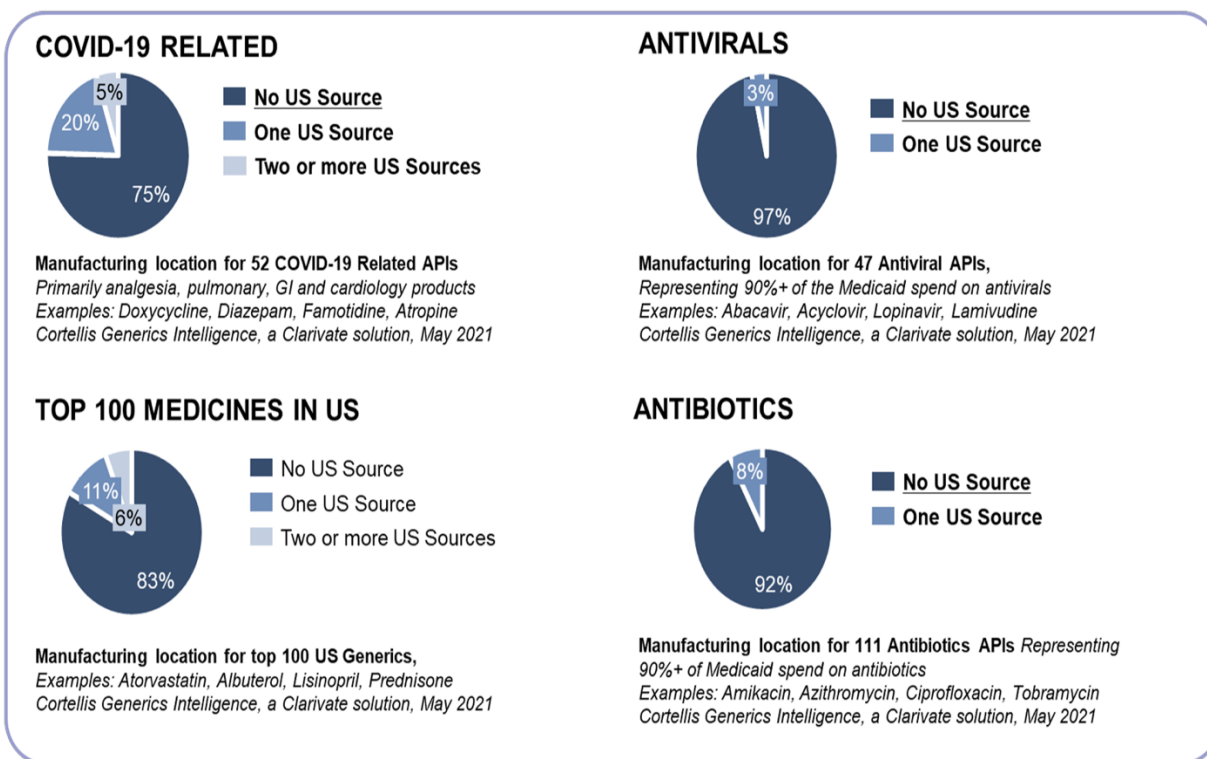 COVID-19 RELATED
5%
20%
75%
No US Source
One US Source
Two or more US Sources
Manufacturing location for 52 COVID-19 Related APIs
Primarily analgesia, pulmonary, GI and cardiology products
Examples: Doxycycline, Diazepam, Famotidine, Atropine
Cortellis Generics Intelligence, a Clarivate solution, May 2021
ANTIVIRALS
3%
97%
No US Source
One US Source
Manufacturing location for 47 Antiviral APIs,
Representing 90%+ of the Medicaid spend on antivirals
Examples: Abacavir, Acyclovir, Lopinavir, Lamivudine
Cortellis Generics Intelligence, a Clarivate solution, May 2021
TOP 100 MEDICINES IN US
11%
6%
83%
No US Source
One US Source
Two or more US Sources
Manufacturing location for top 100 US Generics,
Examples: Atorvastatin, Albuterol, Lisinopril, Prednisone
Cortellis Generics Intelligence, a Clarivate solution, May 2021
ANTIBIOTICS
8%
92%
No US Source
One US Source
Manufacturing location for 111 Antibiotics APIs Representing
90%+ of Medicaid spend on antibiotics
Examples: Amikacin, Azithromycin, Ciprofloxacin, Tobramycin
Cortellis Generics Intelligence, a Clarivate solution, May 2021